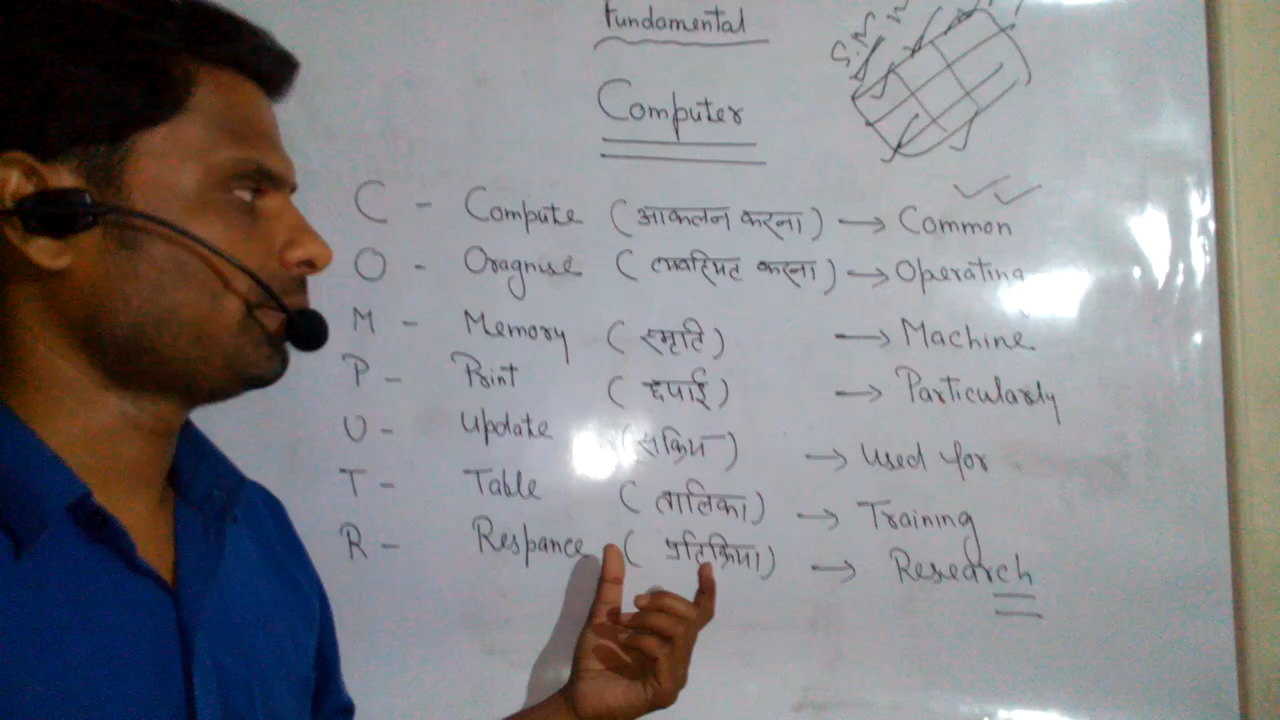 Fundamental
Computer
C - Compute (आकलन करना) → Common
O - Oragnise (व्यवस्थित करना) → Operating
M - Memory (स्मृति) → Machine
P - Print (छपाई) → Particularly
U - Update (सक्रिय) → Used for
T - Table (तालिका) → Training
R - Respance (प्रतिक्रिया) → Research